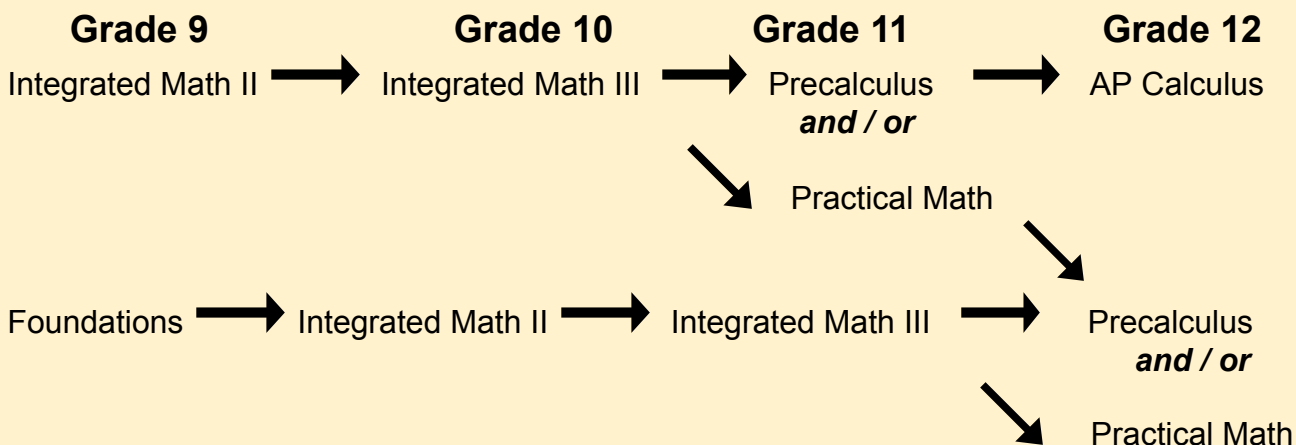 Grade 9 Grade 10 Grade 11 Grade 12
Integrated Math II Integrated Math III Precalculus AP Calculus
and / or
Practical Math
Foundations Integrated Math II Integrated Math III Precalculus
and / or
Practical Math